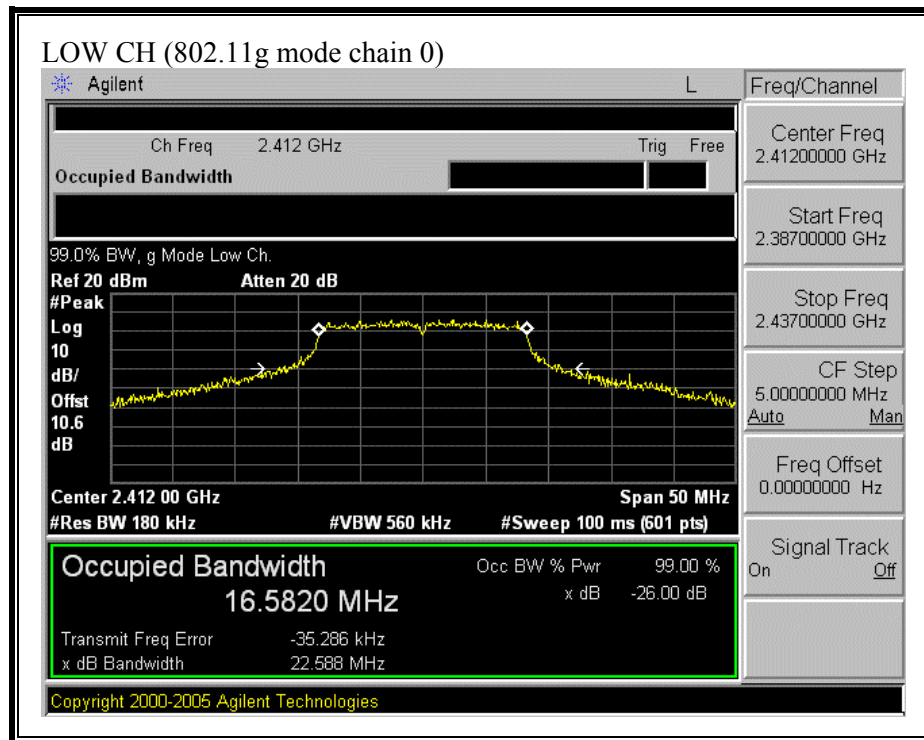 LOW CH (802.11g mode chain 0)
Agilent L
Freq/Channel
Ch Freq 2.412 GHz Trig Free
Occupied Bandwidth
Center Freq
2.41200000 GHz
Start Freq
2.38700000 GHz
Stop Freq
2.43700000 GHz
CF Step
5.00000000 MHz
Auto Man
Freq Offset
0.00000000 Hz
Signal Track
On Off
99.0% BW, g Mode Low Ch.
Ref 20 dBm Atten 20 dB
#Peak
Log
10
dB/
Offst
10.6
dB
Center 2.412 00 GHz Span 50 MHz
#Res BW 180 kHz #VBW 560 kHz #Sweep 100 ms (601 pts)
Occupied Bandwidth
16.5820 MHz
Occ BW % Pwr 99.00 %
x dB -26.00 dB
Transmit Freq Error -35.286 kHz
x dB Bandwidth 22.588 MHz
Copyright 2000-2005 Agilent Technologies